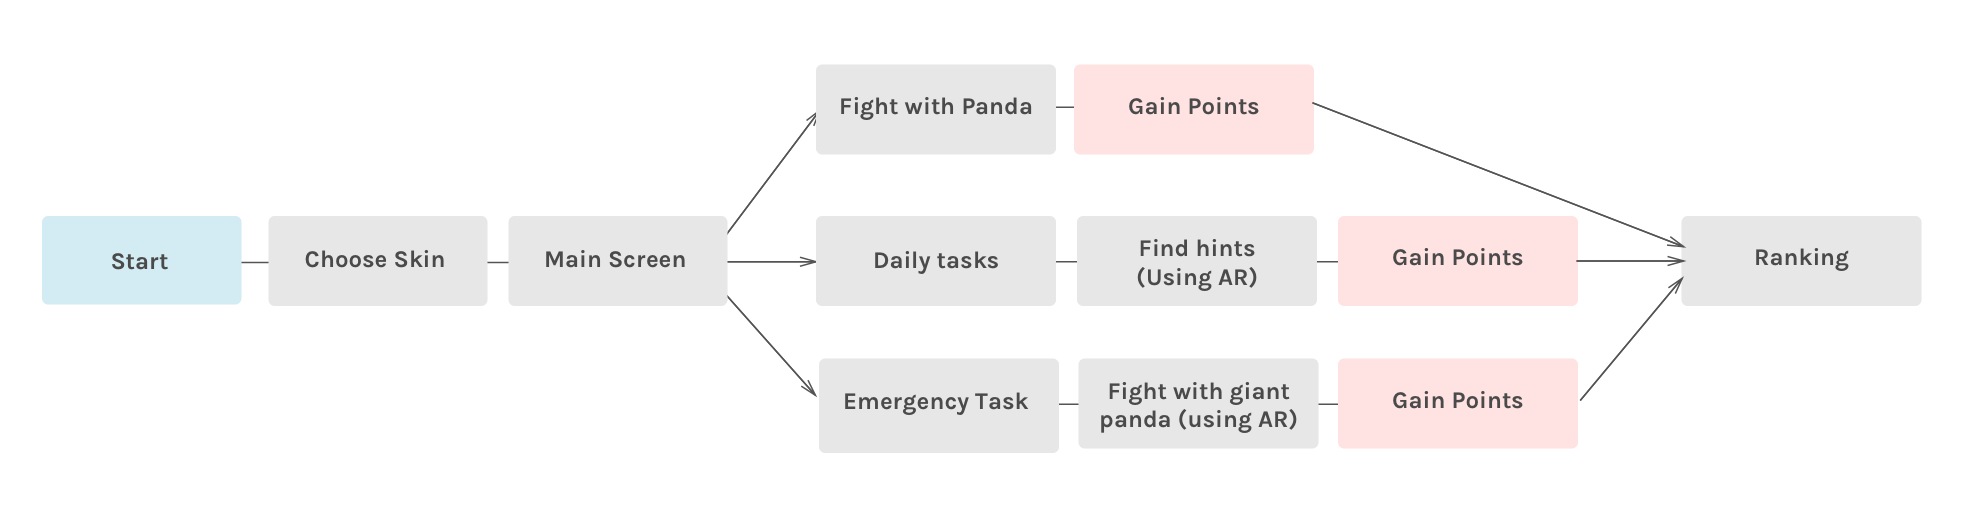 Start
Choose Skin
Main Screen
Fight with Panda
Gain Points
Daily tasks
Find hints
(Using AR)
Gain Points
Emergency Task
Fight with giant
panda (using AR)
Gain Points
Ranking